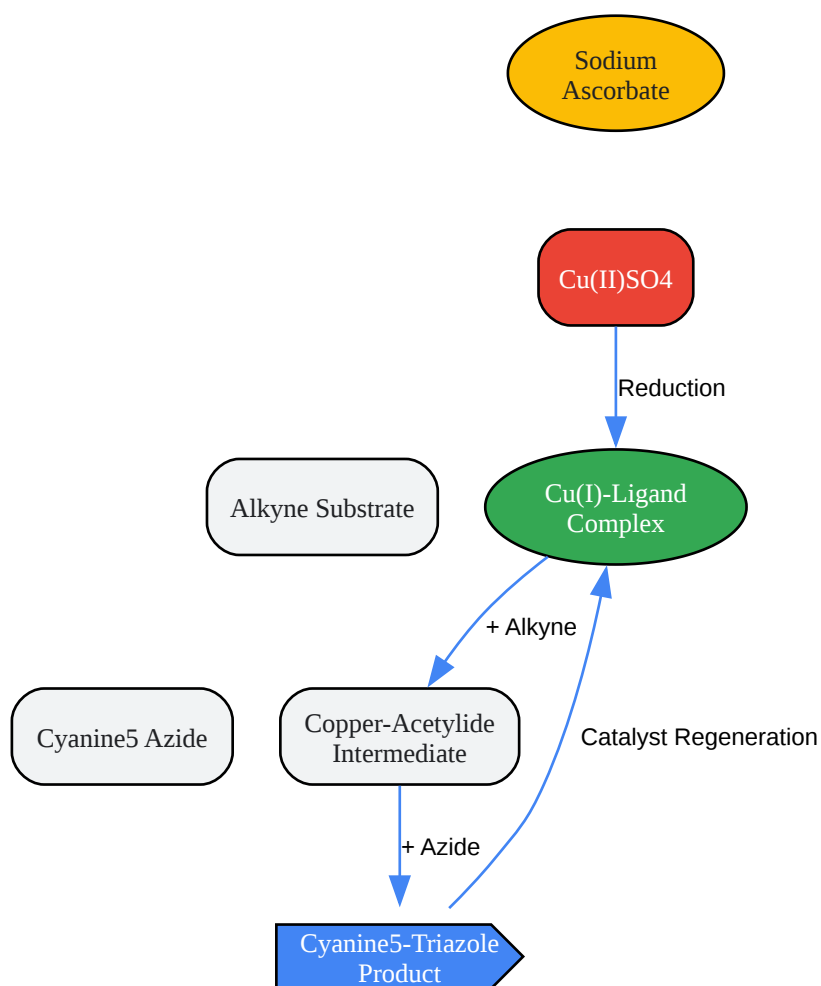 Sodium
Ascorbate
Cu(II)SO4
Reduction
Alkyne Substrate
Cu(I)-Ligand
Complex
+ Alkyne
Cyanine5 Azide
Copper-Acetylide
Intermediate
Catalyst Regeneration
+ Azide
Cyanine5-Triazole
Product